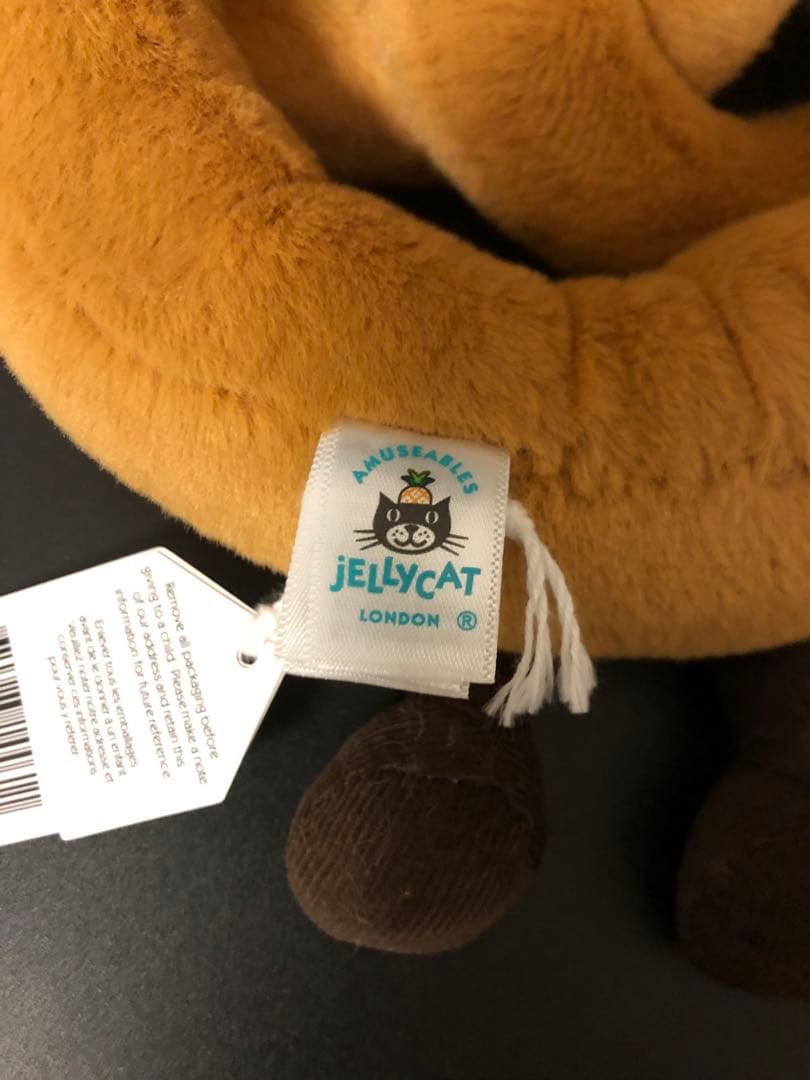 AMUSEABLES
JELLYCAT
LONDON ®
Remove all packaging before
giving to a child. Please make a note
of our address and retain this
information for future reference.
Enlever tous les emballages
avant de le donner à un enfant.
Veuillez noter notre adresse et
conserver ces informations
pour vous y référer